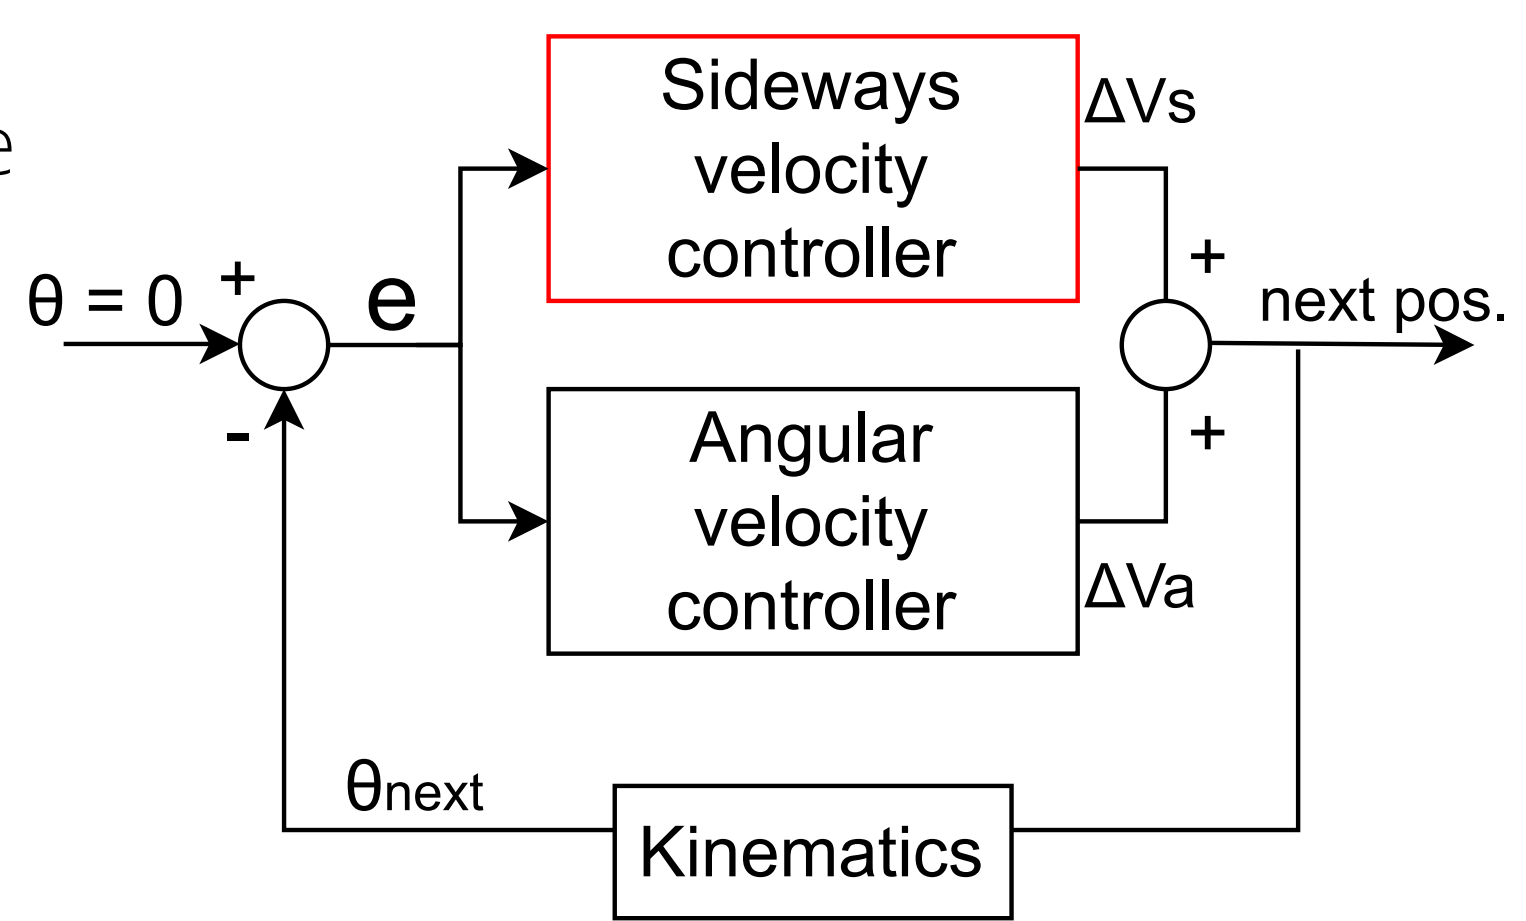 Sideways
velocity
controller
ΔVs
θ = 0
+
-
e
+
+
next pos.
Angular
velocity
controller
ΔVa
θnext
Kinematics